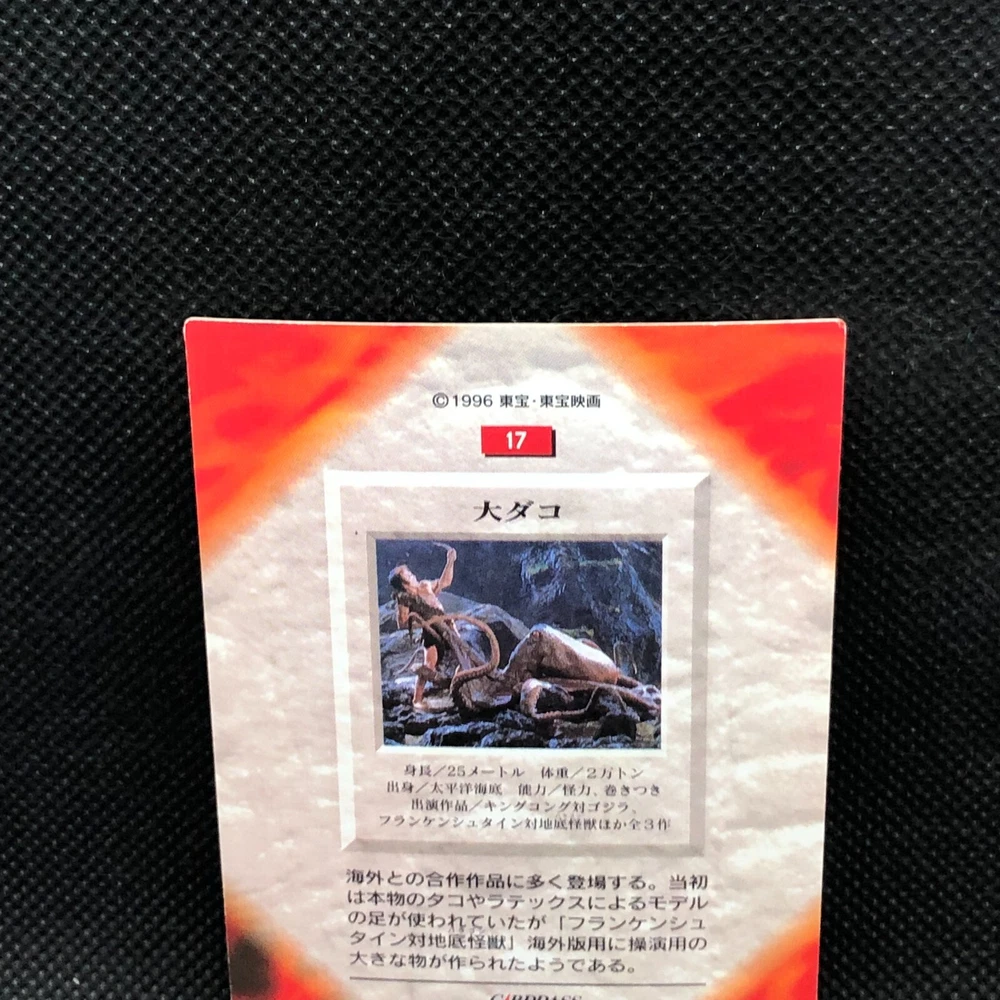 ©1996 東宝・東宝映画
17
大ダコ
身長／25メートル　体重／2万トン
出身／太平洋海底　能力／怪力、巻きつき
出演作品／キングコング対ゴジラ、
フランケンシュタイン対地底怪獣ほか全3作
海外との合作作品に多く登場する。当初
は本物のタコやラテックスによるモデル
の足が使われていたが「フランケンシュ
タイン対地底怪獣」海外版用に操演用の
大きな物が作られたようである。
CARDDASS